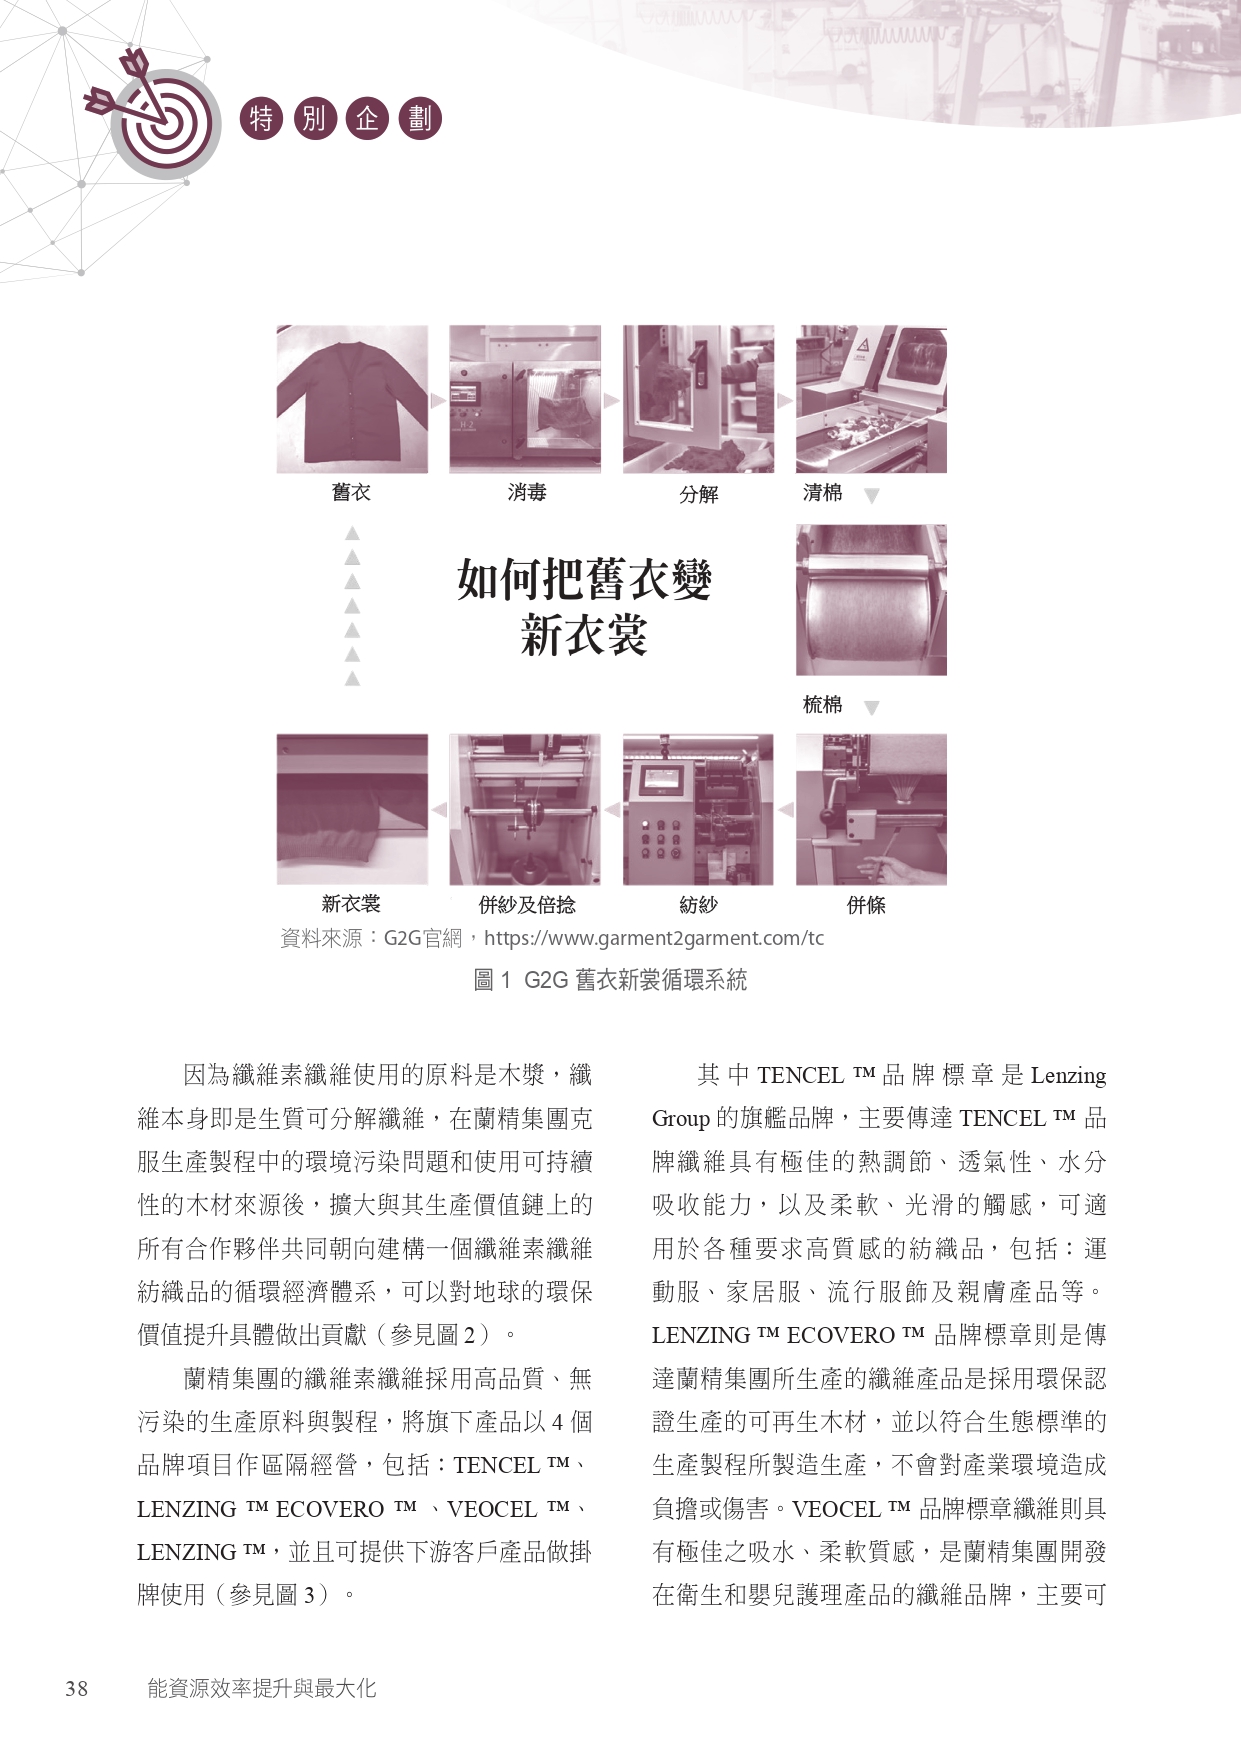 特別企劃
舊衣
消毒
分解
清棉
如何把舊衣變
新衣裳
梳棉
新衣裳
併紗及倍捻
紡紗
併條
資料來源：G2G官網，https://www.garment2garment.com/tc
圖 1 G2G 舊衣新裳循環系統
因為纖維素纖維使用的原料是木漿，纖
維本身即是生質可分解纖維，在蘭精集團克
服生產製程中的環境污染問題和使用可持續
性的木材來源後，擴大與其生產價值鏈上的
所有合作夥伴共同朝向建構一個纖維素纖維
紡織品的循環經濟體系，可以對地球的環保
價值提升具體做出貢獻（參見圖 2）。
蘭精集團的纖維素纖維採用高品質、無
污染的生產原料與製程，將旗下產品以 4 個
品牌項目作區隔經營，包括：TENCEL ™、
LENZING ™ ECOVERO ™ 、VEOCEL ™、
LENZING ™，並且可提供下游客戶產品做掛
牌使用（參見圖 3）。
其中 TENCEL ™ 品牌標章是 Lenzing
Group 的旗艦品牌，主要傳達 TENCEL ™ 品
牌纖維具有極佳的熱調節、透氣性、水分
吸收能力，以及柔軟、光滑的觸感，可適
用於各種要求高質感的紡織品，包括：運
動服、家居服、流行服飾及親膚產品等。
LENZING ™ ECOVERO ™ 品牌標章則是傳
達蘭精集團所生產的纖維產品是採用環保認
證生產的可再生木材，並以符合生態標準的
生產製程所製造生產，不會對產業環境造成
負擔或傷害。VEOCEL ™ 品牌標章纖維則具
有極佳之吸水、柔軟質感，是蘭精集團開發
在衛生和嬰兒護理產品的纖維品牌，主要可
38 能資源效率提升與最大化